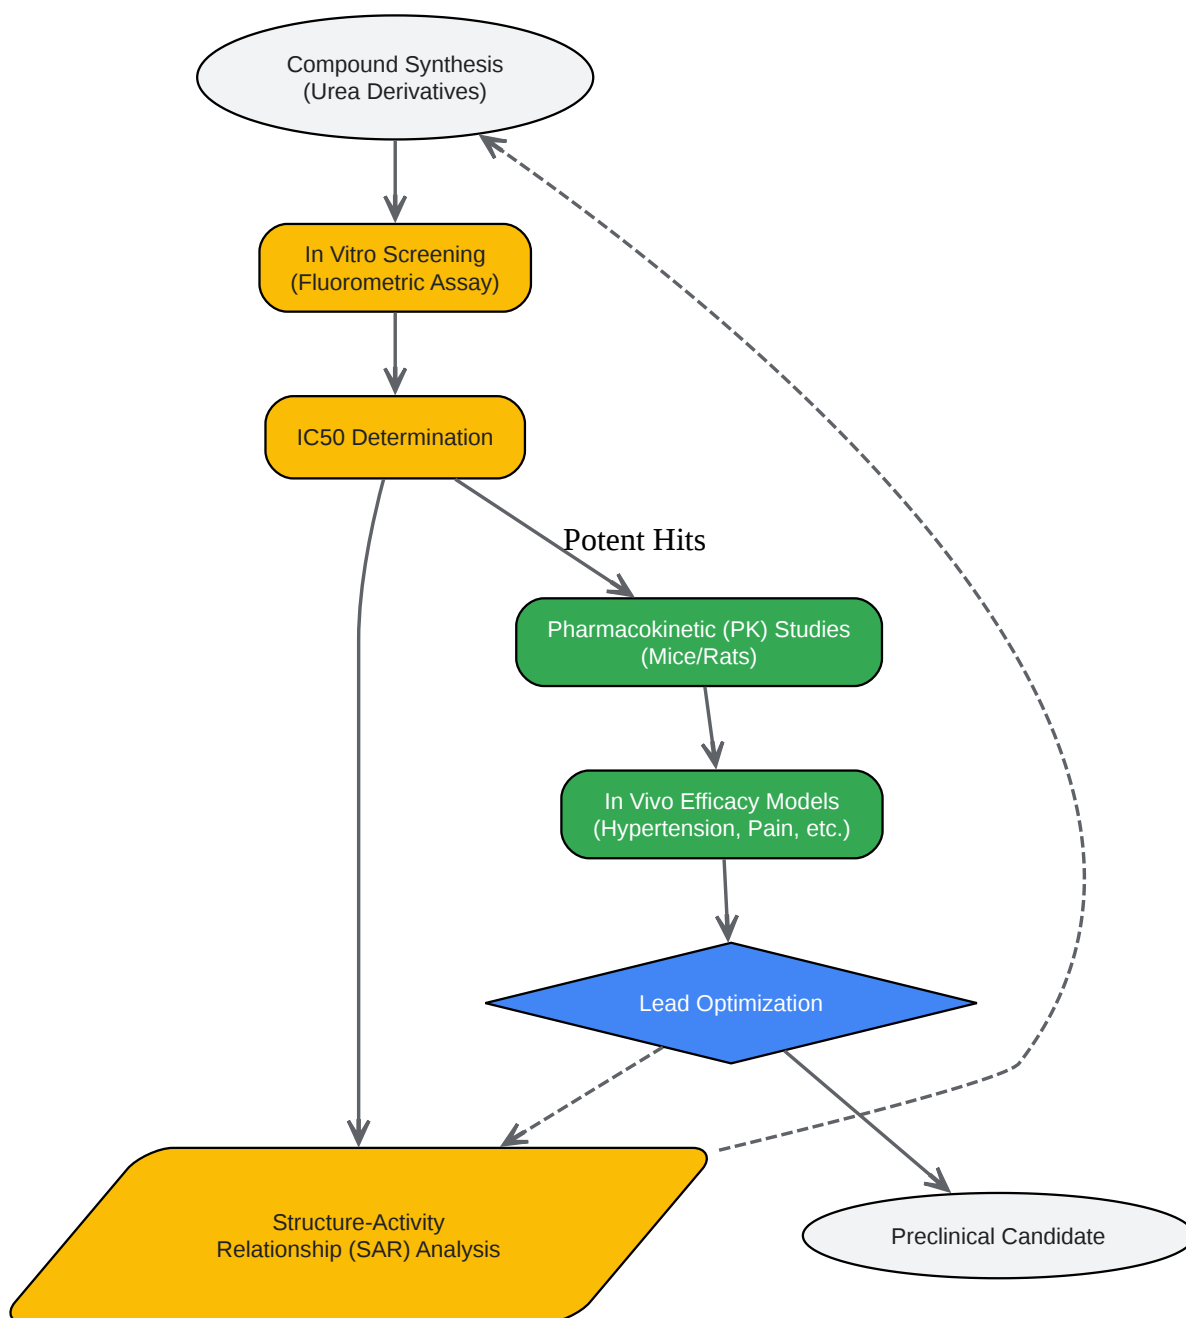 Compound Synthesis
(Urea Derivatives)
In Vitro Screening
(Fluorometric Assay)
IC50 Determination
Potent Hits
Pharmacokinetic (PK) Studies
(Mice/Rats)
In Vivo Efficacy Models
(Hypertension, Pain, etc.)
Lead Optimization
Structure-Activity
Relationship (SAR) Analysis
Preclinical Candidate